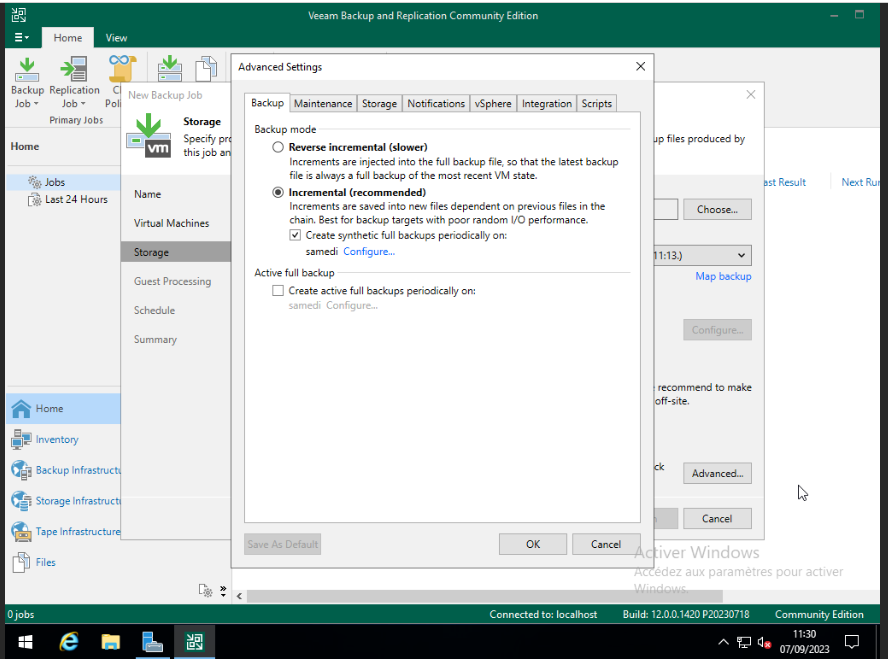 Veeam Backup and Replication Community Edition
Home View
Backup Job
Replication Job
Primary Jobs
Home
Jobs
Last 24 Hours
Home
Inventory
Backup Infrastructu
Storage Infrastructu
Tape Infrastructure
Files
New Backup Job
Storage
Specify pro
this job an
up files produced by
Name
Virtual Machines
Storage
Guest Processing
Schedule
Summary
Advanced Settings
Backup Maintenance Storage Notifications vSphere Integration Scripts
Backup mode
Reverse incremental (slower)
Increments are injected into the full backup file, so that the latest backup
file is always a full backup of the most recent VM state.
Incremental (recommended)
Increments are saved into new files dependent on previous files in the
chain. Best for backup targets with poor random I/O performance.
Create synthetic full backups periodically on:
samedi Configure...
Active full backup
Create active full backups periodically on:
samedi Configure...
Save As Default OK Cancel
Choose...
11:13.)
Map backup
Configure...
recommend to make
off-site.
ck
Advanced...
Cancel
ast Result Next Run
Activer Windows
Accédez aux paramètres pour activer
Windows.
0 jobs Connected to: localhost Build: 12.0.0.1420 P20230718 Community Edition
11:30
07/09/2023